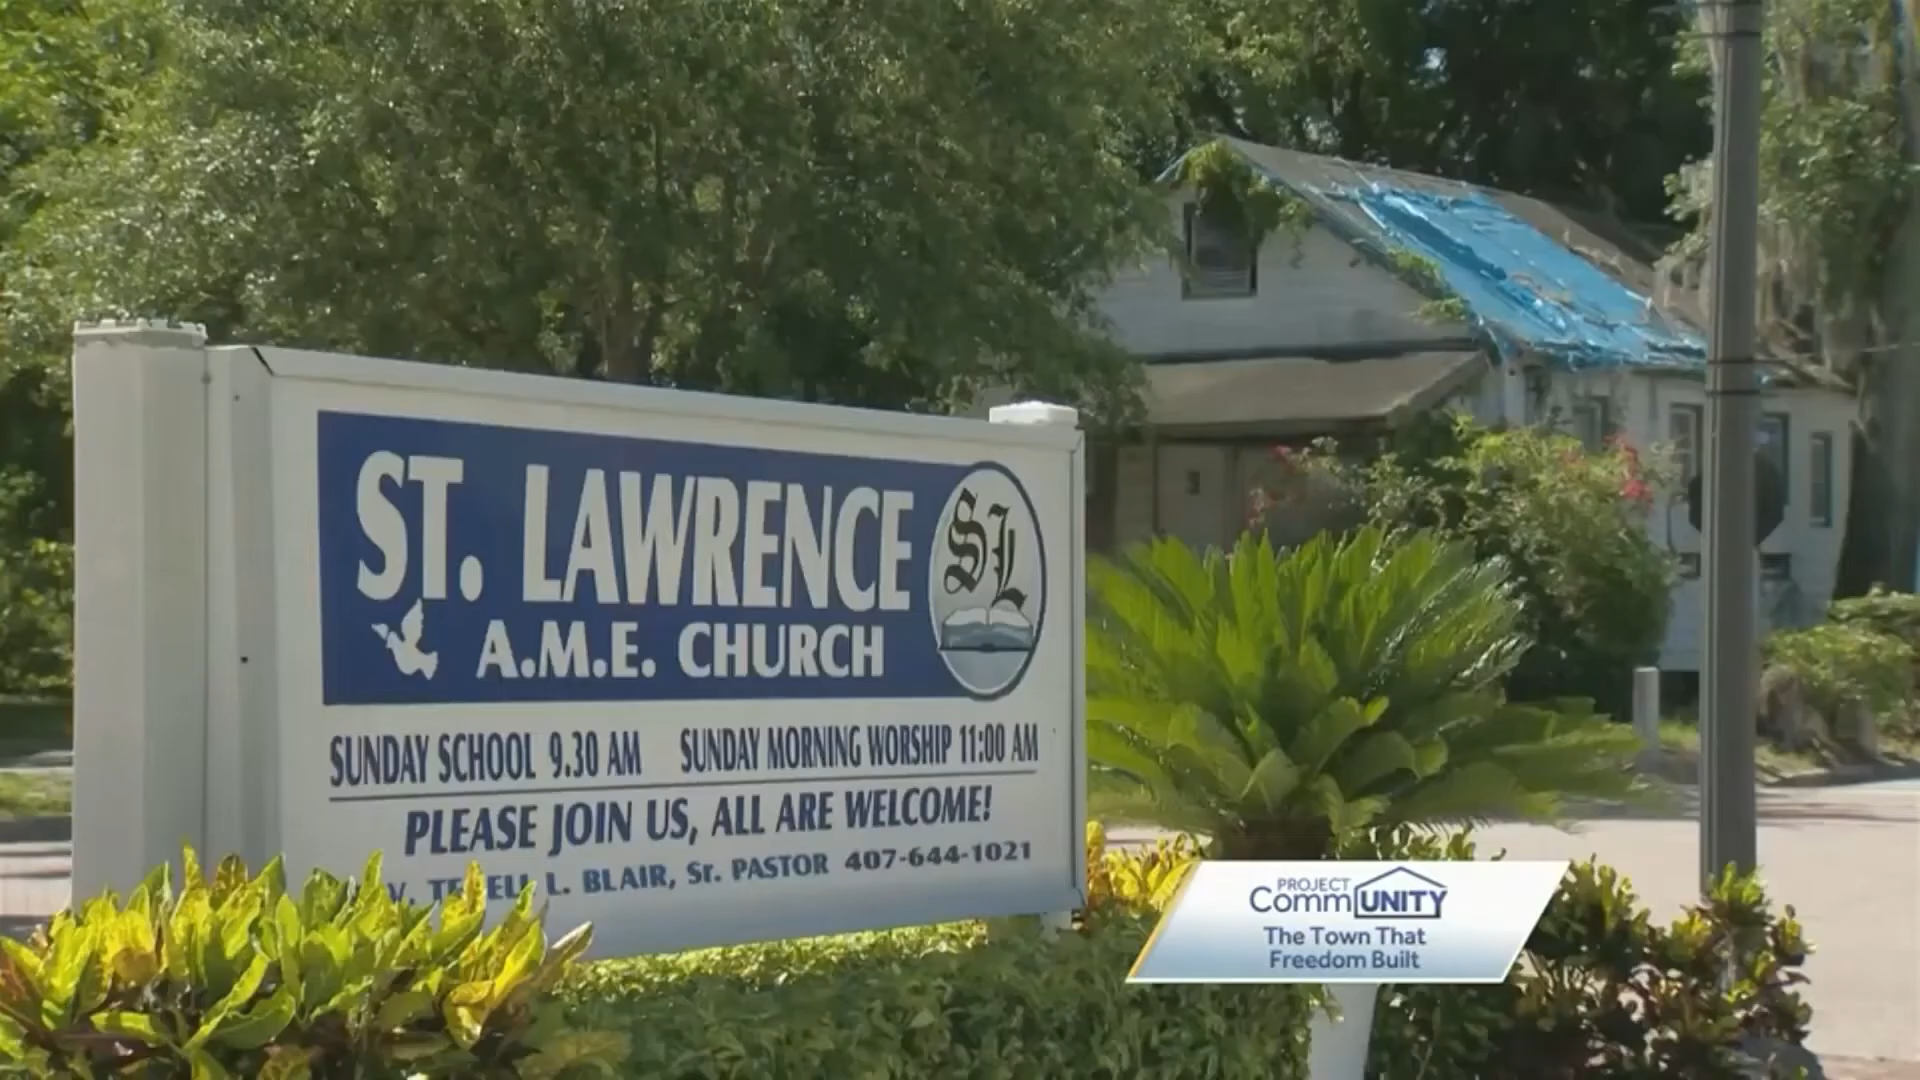 ST. LAWRENCE
A.M.E. CHURCH
SL
SUNDAY SCHOOL 9.30 AM SUNDAY MORNING WORSHIP 11:00 AM
PLEASE JOIN US, ALL ARE WELCOME!
L. BLAIR, Sr. PASTOR 407-644-1021
PROJECT
CommUNITY
The Town That
Freedom Built